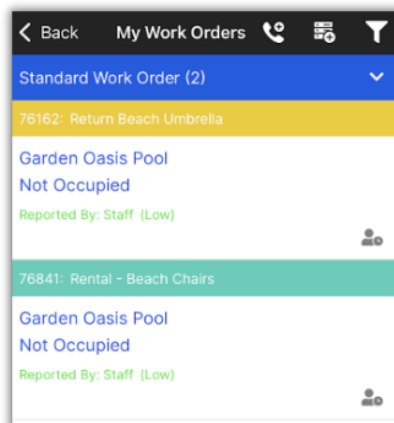 Back My Work Orders
Standard Work Order (2)
76162: Return Beach Umbrella
Garden Oasis Pool
Not Occupied
Reported By: Staff (Low)
76841: Rental - Beach Chairs
Garden Oasis Pool
Not Occupied
Reported By: Staff (Low)